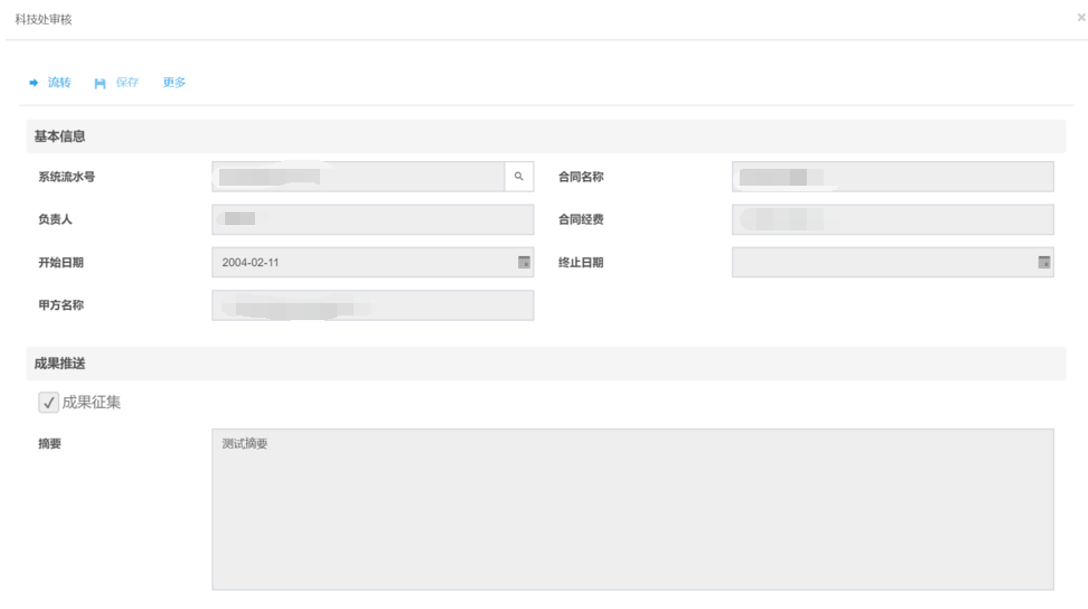 科技处审核
流转 保存 更多
基本信息
系统流水号 合同名称
负责人 合同经费
开始日期 2004-02-11 终止日期
甲方名称
成果推送
成果征集
摘要 测试摘要